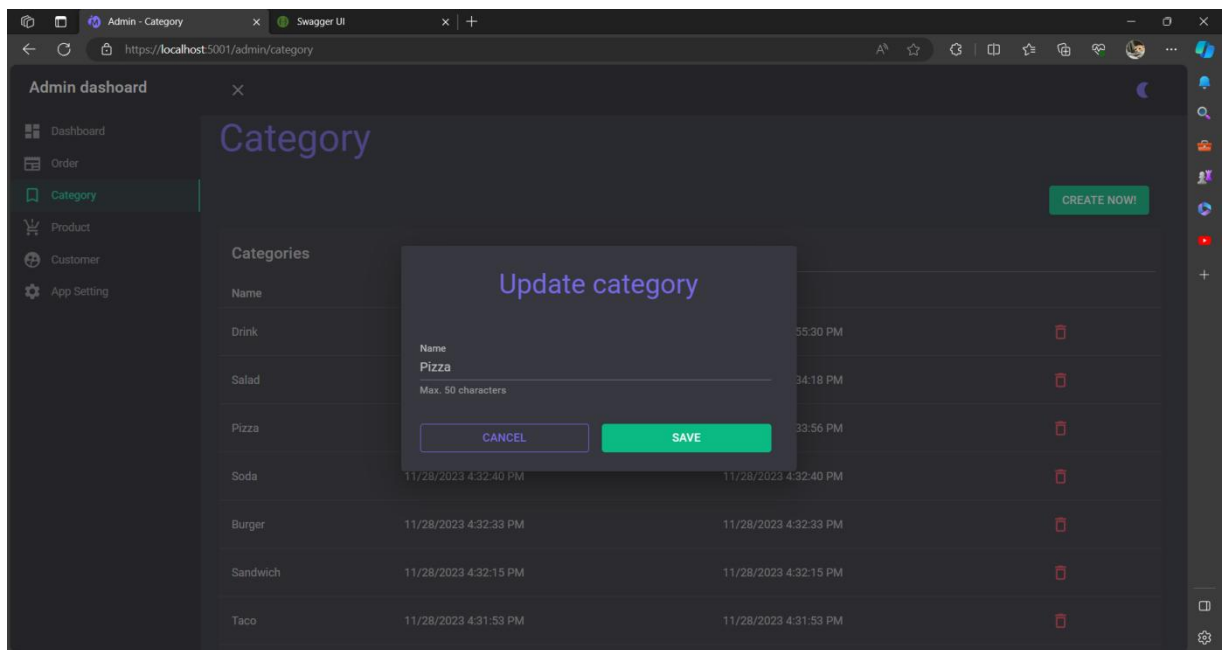 Admin - Category
Swagger UI
https://localhost:5001/admin/category
Admin dashoard
Dashboard
Order
Category
Product
Customer
App Setting
Category
CREATE NOW!
Categories
Name
Drink
55:30 PM
Salad
34:18 PM
Pizza
33:56 PM
Soda 11/28/2023 4:32:40 PM 11/28/2023 4:32:40 PM
Burger 11/28/2023 4:32:33 PM 11/28/2023 4:32:33 PM
Sandwich 11/28/2023 4:32:15 PM 11/28/2023 4:32:15 PM
Taco 11/28/2023 4:31:53 PM 11/28/2023 4:31:53 PM
Update category
Name
Pizza
Max. 50 characters
CANCEL
SAVE